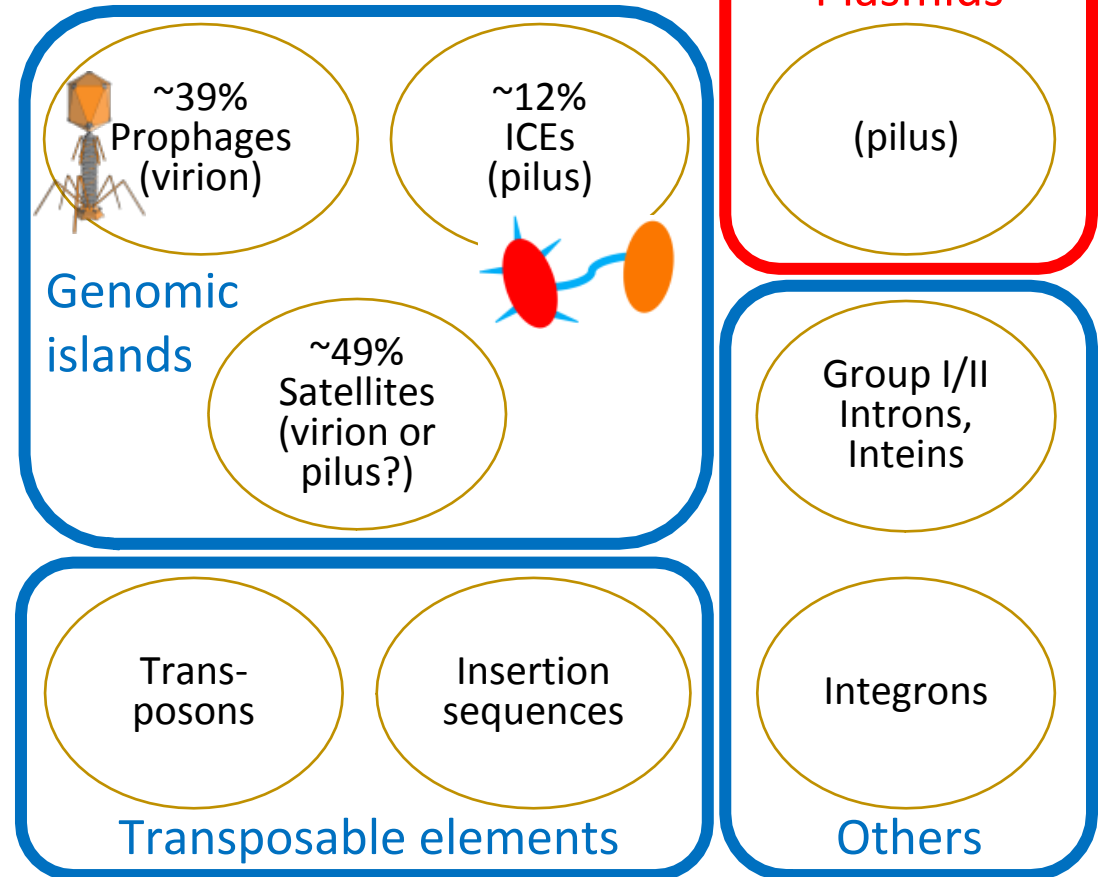 Plasmids
~39%
Prophages
(virion)
~12%
ICEs
(pilus)
(pilus)
Genomic
islands
~49%
Satellites
(virion or
pilus?)
Group I/II
Introns,
Inteins
Trans-
posons
Insertion
sequences
Integrons
Transposable elements
Others